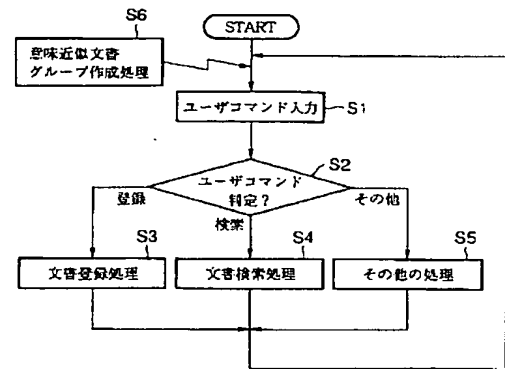 S6
START
意味近似文書
グループ作成処理
ユーザコマンド入力
S1
S2
ユーザコマンド
判定?
登録
検索
その他
S3
S4
S5
文書登録処理
文書検索処理
その他の処理